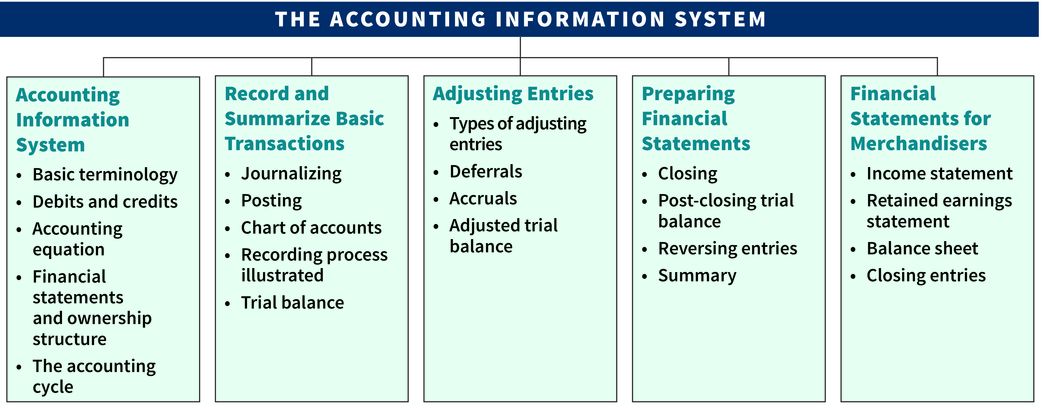 THE ACCOUNTING INFORMATION SYSTEM
Accounting
Information
System
• Basic terminology
• Debits and credits
• Accounting
equation
• Financial
statements
and ownership
structure
• The accounting
cycle
Record and
Summarize Basic
Transactions
• Journalizing
• Posting
• Chart of accounts
• Recording process
illustrated
• Trial balance
Adjusting Entries
• Types of adjusting
entries
• Deferrals
• Accruals
• Adjusted trial
balance
Preparing
Financial
Statements
• Closing
• Post-closing trial
balance
• Reversing entries
• Summary
Financial
Statements for
Merchandisers
• Income statement
• Retained earnings
statement
• Balance sheet
• Closing entries